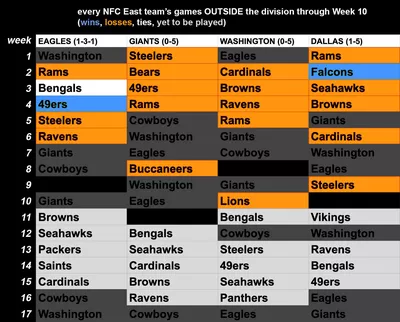 every NFC East team's games OUTSIDE the division through Week 10
(wins, losses, ties, yet to be played)
week EAGLES (1-3-1) GIANTS (0-5) WASHINGTON (0-5) DALLAS (1-5)
1 Washington Steelers Eagles Rams
2 Rams Bears Cardinals Falcons
3 Bengals 49ers Browns Seahawks
4 49ers Rams Ravens Browns
5 Steelers Cowboys Rams Giants
6 Ravens Washington Giants Cardinals
7 Giants Eagles Cowboys Washington
8 Cowboys Buccaneers Eagles
9 Washington Giants Steelers
10 Giants Eagles Lions
11 Browns Bengals Vikings
12 Seahawks Bengals Cowboys Washington
13 Packers Seahawks Steelers Ravens
14 Saints Cardinals 49ers Bengals
15 Cardinals Browns Seahawks 49ers
16 Cowboys Ravens Panthers Eagles
17 Washington Cowboys Eagles Giants